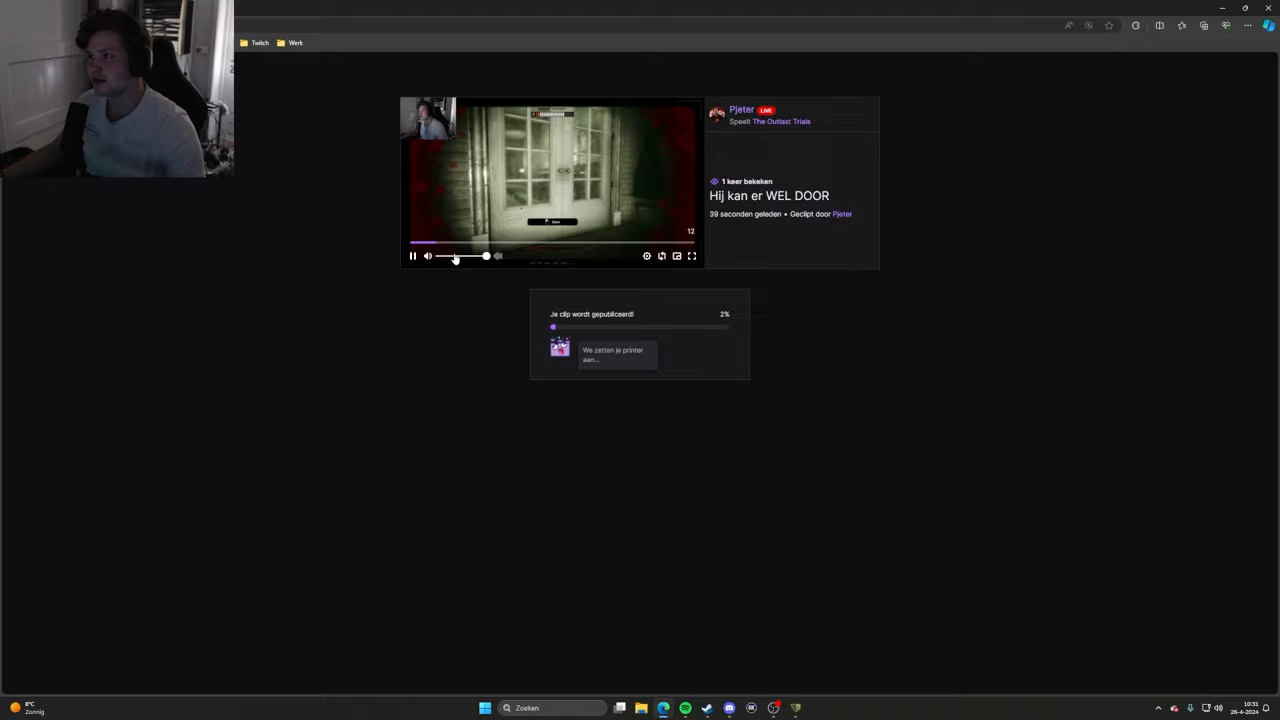 Twitch
Werk
Pjeter LIVE
Speelt The Outlast Trials
1 keer bekeken
Hij kan er WEL DOOR
39 seconden geleden • Geclipt door Pjeter
12
Je clip wordt gepubliceerd!
2%
We zetten je printer
aan...
8°C
Zonnig
Zoeken
10:31
26-4-2024